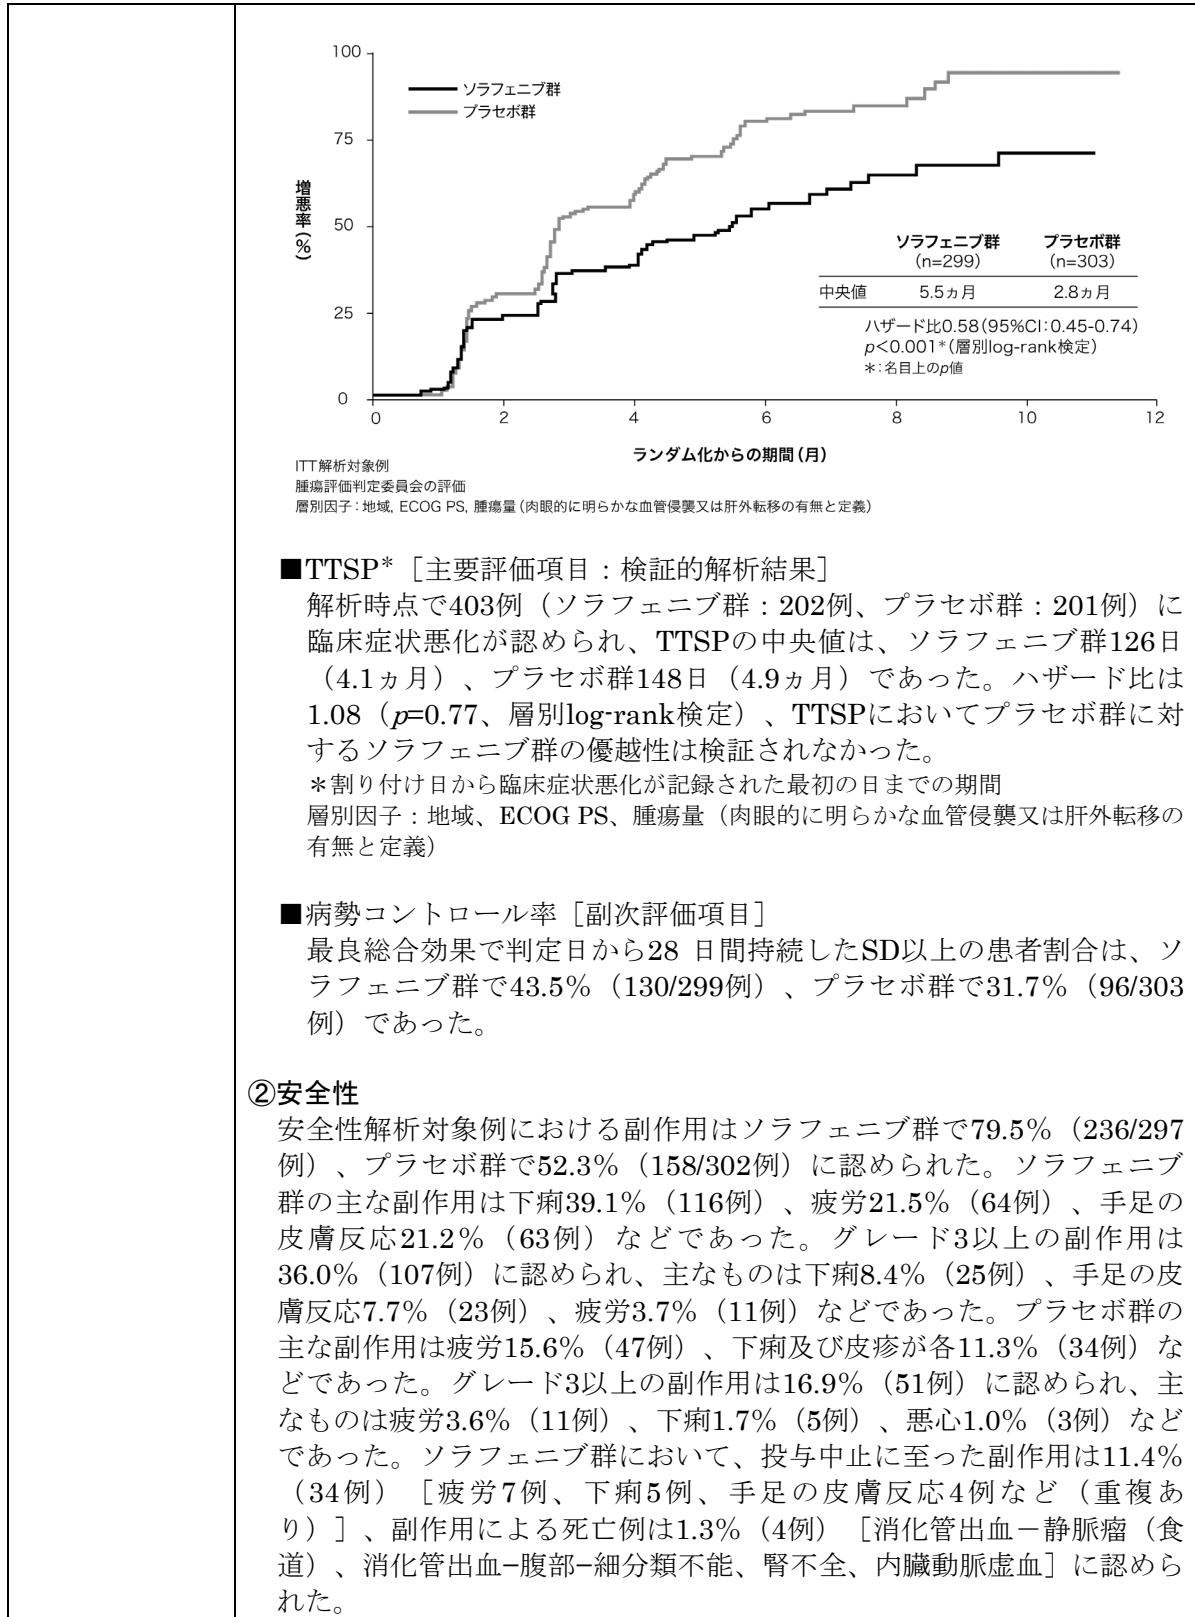 100
75
50
25
0
増悪率(%)
ソラフェニブ群
プラセボ群
ソラフェニブ群 プラセボ群
(n=299) (n=303)
中央値 5.5ヵ月 2.8ヵ月
ハザード比0.58(95%CI:0.45-0.74)
p<0.001*(層別log-rank検定)
*:名目上のp値
0 2 4 6 8 10 12
ランダム化からの期間(月)
ITT解析対象例
腫瘍評価判定委員会の評価
層別因子:地域, ECOG PS, 腫瘍量(肉眼的に明らかな血管侵襲又は肝外転移の有無と定義)
■TTSP*[主要評価項目:検証的解析結果]
解析時点で403例(ソラフェニブ群:202例、プラセボ群:201例)に
臨床症状悪化が認められ、TTSPの中央値は、ソラフェニブ群126日
(4.1ヵ月)、プラセボ群148日(4.9ヵ月)であった。ハザード比は
1.08(p=0.77、層別log-rank検定)、TTSPにおいてプラセボ群に対
するソラフェニブ群の優越性は検証されなかった。
*割り付け日から臨床症状悪化が記録された最初の日までの期間
層別因子:地域、ECOG PS、腫瘍量(肉眼的に明らかな血管侵襲又は肝外転移の
有無と定義)
■病勢コントロール率[副次評価項目]
最良総合効果で判定日から28 日間持続したSD以上の患者割合は、ソ
ラフェニブ群で43.5%(130/299例)、プラセボ群で31.7%(96/303
例)であった。
②安全性
安全性解析対象例における副作用はソラフェニブ群で79.5%(236/297
例)、プラセボ群で52.3%(158/302例)に認められた。ソラフェニブ
群の主な副作用は下痢39.1%(116例)、疲労21.5%(64例)、手足の
皮膚反応21.2%(63例)などであった。グレード3以上の副作用は
36.0%(107例)に認められ、主なものは下痢8.4%(25例)、手足の皮
膚反応7.7%(23例)、疲労3.7%(11例)などであった。プラセボ群の
主な副作用は疲労15.6%(47例)、下痢及び皮疹が各11.3%(34例)な
どであった。グレード3以上の副作用は16.9%(51例)に認められ、主
なものは疲労3.6%(11例)、下痢1.7%(5例)、悪心1.0%(3例)など
であった。ソラフェニブ群において、投与中止に至った副作用は11.4%
(34例)[疲労7例、下痢5例、手足の皮膚反応4例など(重複あ
り)]、副作用による死亡例は1.3%(4例)[消化管出血－静脈瘤(食
道)、消化管出血−腹部−細分類不能、腎不全、内臓動脈虚血]に認めら
れた。